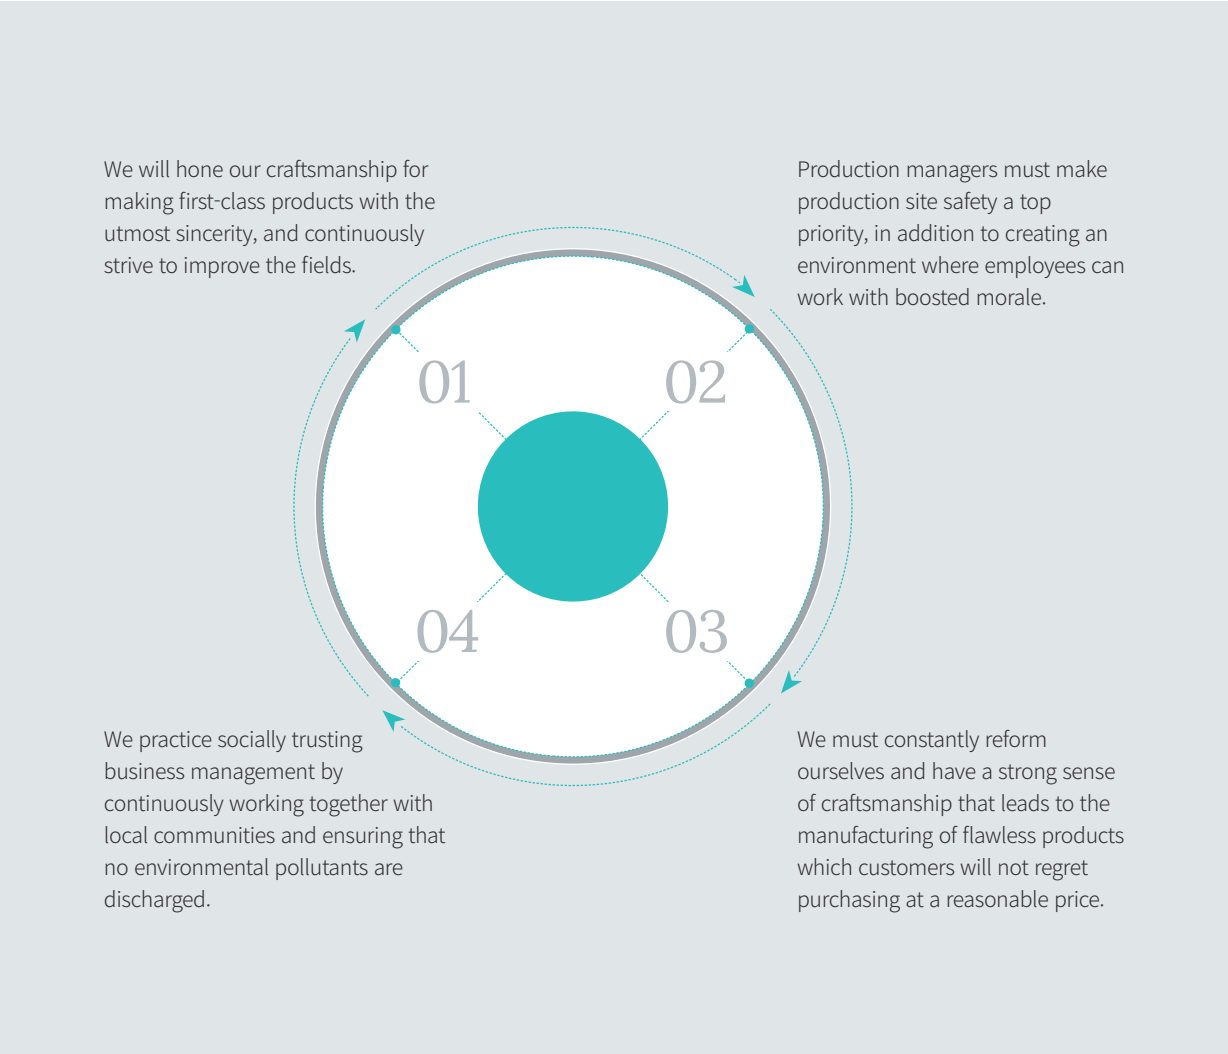 We will hone our craftsmanship for
making first-class products with the
utmost sincerity, and continuously
strive to improve the fields.
Production managers must make
production site safety a top
priority, in addition to creating an
environment where employees can
work with boosted morale.
01
02
04
03
We practice socially trusting
business management by
continuously working together with
local communities and ensuring that
no environmental pollutants are
discharged.
We must constantly reform
ourselves and have a strong sense
of craftsmanship that leads to the
manufacturing of flawless products
which customers will not regret
purchasing at a reasonable price.